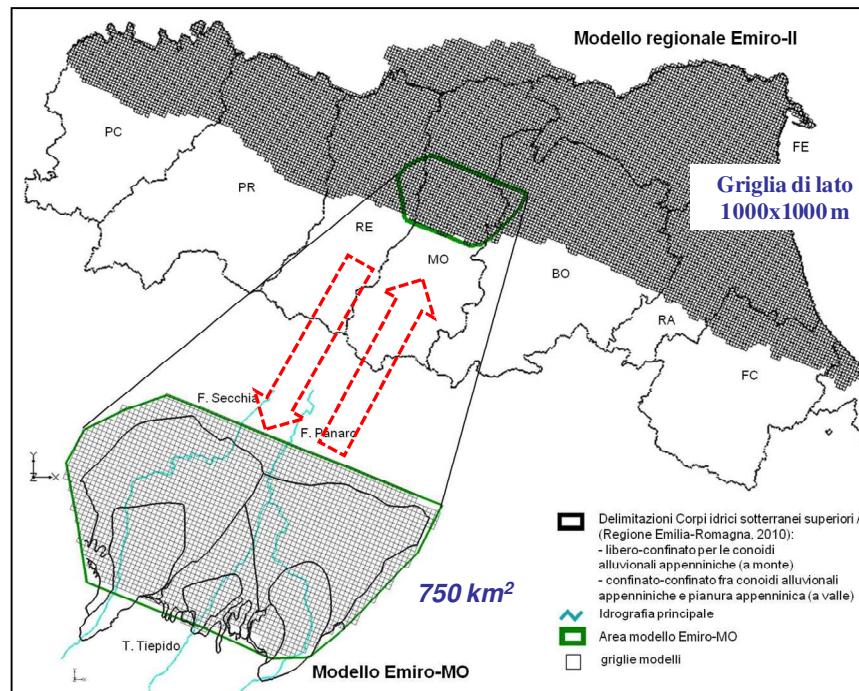 Modello regionale Emiro-II
PC
PR
RE
MO
BO
RA
FC
FE
Griglia di lato
1000x1000 m
F. Secchia
F. Panaro
T. Tiepido
750 km²
Modello Emiro-MO
Y
Z
X
Delimitazioni Corpi idrici sotterranei superiori /
(Regione Emilia-Romagna, 2010):
- libero-confinato per le conoidi
alluvionali appenniniche (a monte)
- confinato-confinato fra conoidi alluvionali
appenniniche e pianura appenninica (a valle)
Idrografia principale
Area modello Emiro-MO
griglie modelli